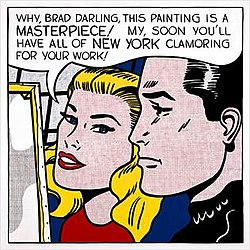 WHY, BRAD DARLING, THIS PAINTING IS A
MASTERPIECE! MY, SOON YOU'LL
HAVE ALL OF NEW YORK CLAMORING
FOR YOUR WORK!